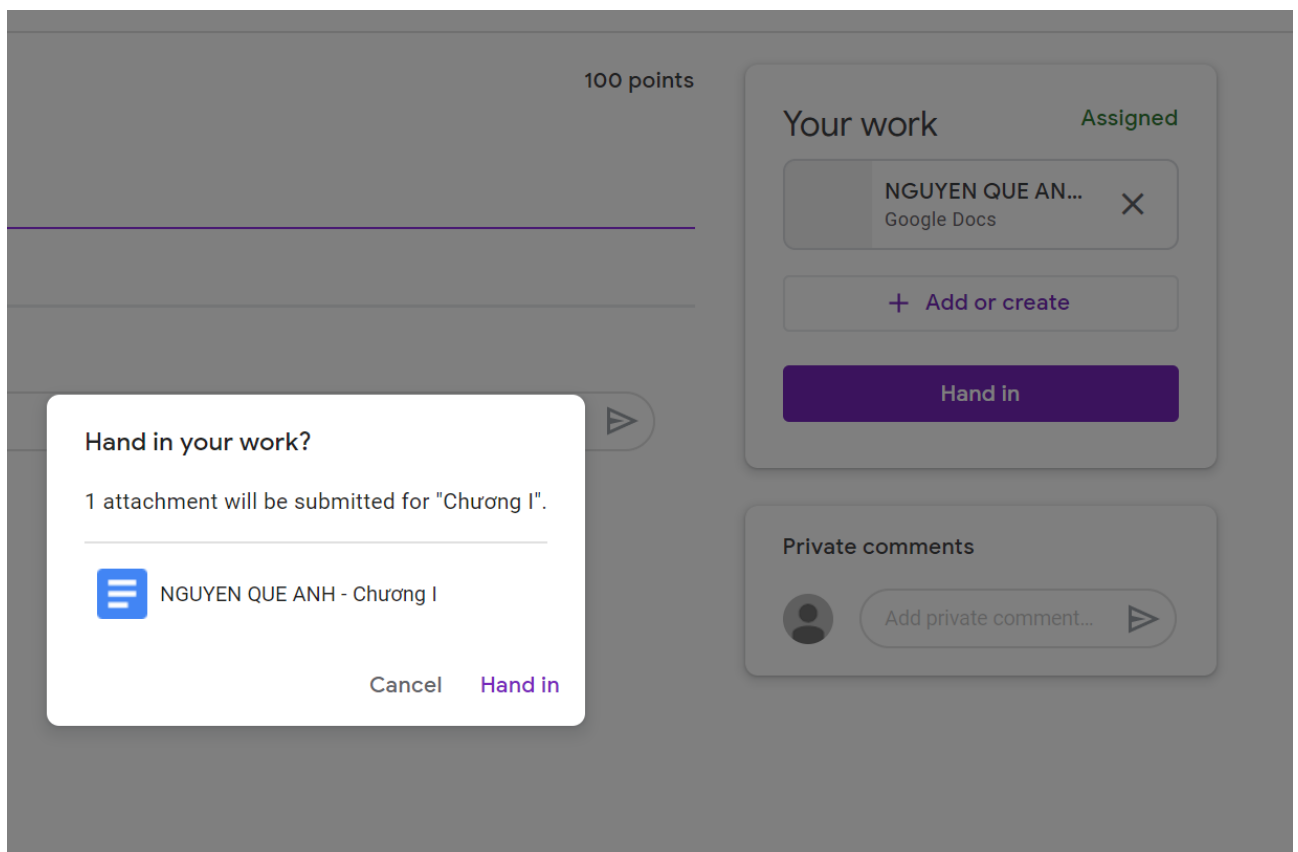 100 points
Your work
Assigned
NGUYEN QUE AN...
Google Docs
+ Add or create
Hand in
Hand in your work?
1 attachment will be submitted for "Chương I".
NGUYEN QUE ANH - Chương I
Cancel
Hand in
Private comments
Add private comment...